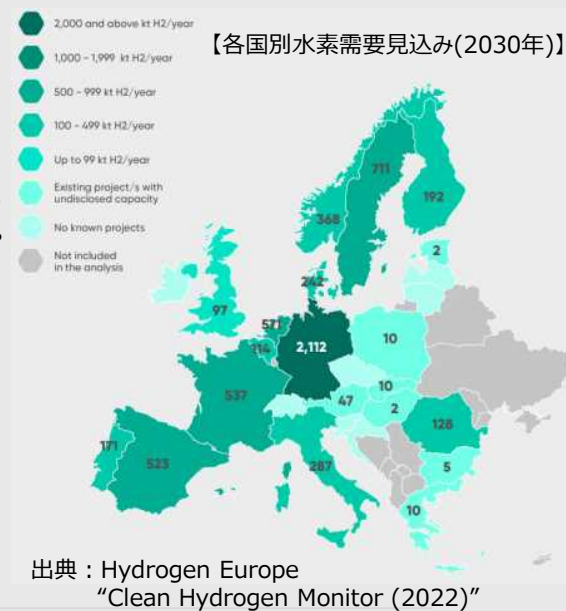 2,000 and above kt H2/year
【各国別水素需要見込み(2030年)】
1,000 - 1,999 kt H2/year
500 - 999 kt H2/year
100 - 499 kt H2/year
Up to 99 kt H2/year
Existing project/s with
undisclosed capacity
No known projects
Not included
in the analysis
711
192
368
2
242
97
571
214
2,112
10
10
47
2
537
128
171
523
287
5
10
出典：Hydrogen Europe
“Clean Hydrogen Monitor (2022)”